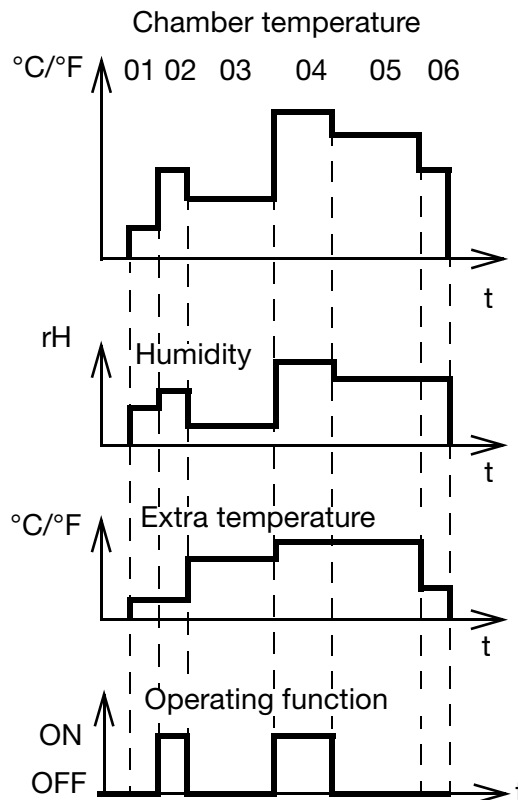 Chamber temperature
°C/°F 01 02 03 04 05 06
t
rH
Humidity
t
°C/°F Extra temperature
t
Operating function
ON
OFF
t